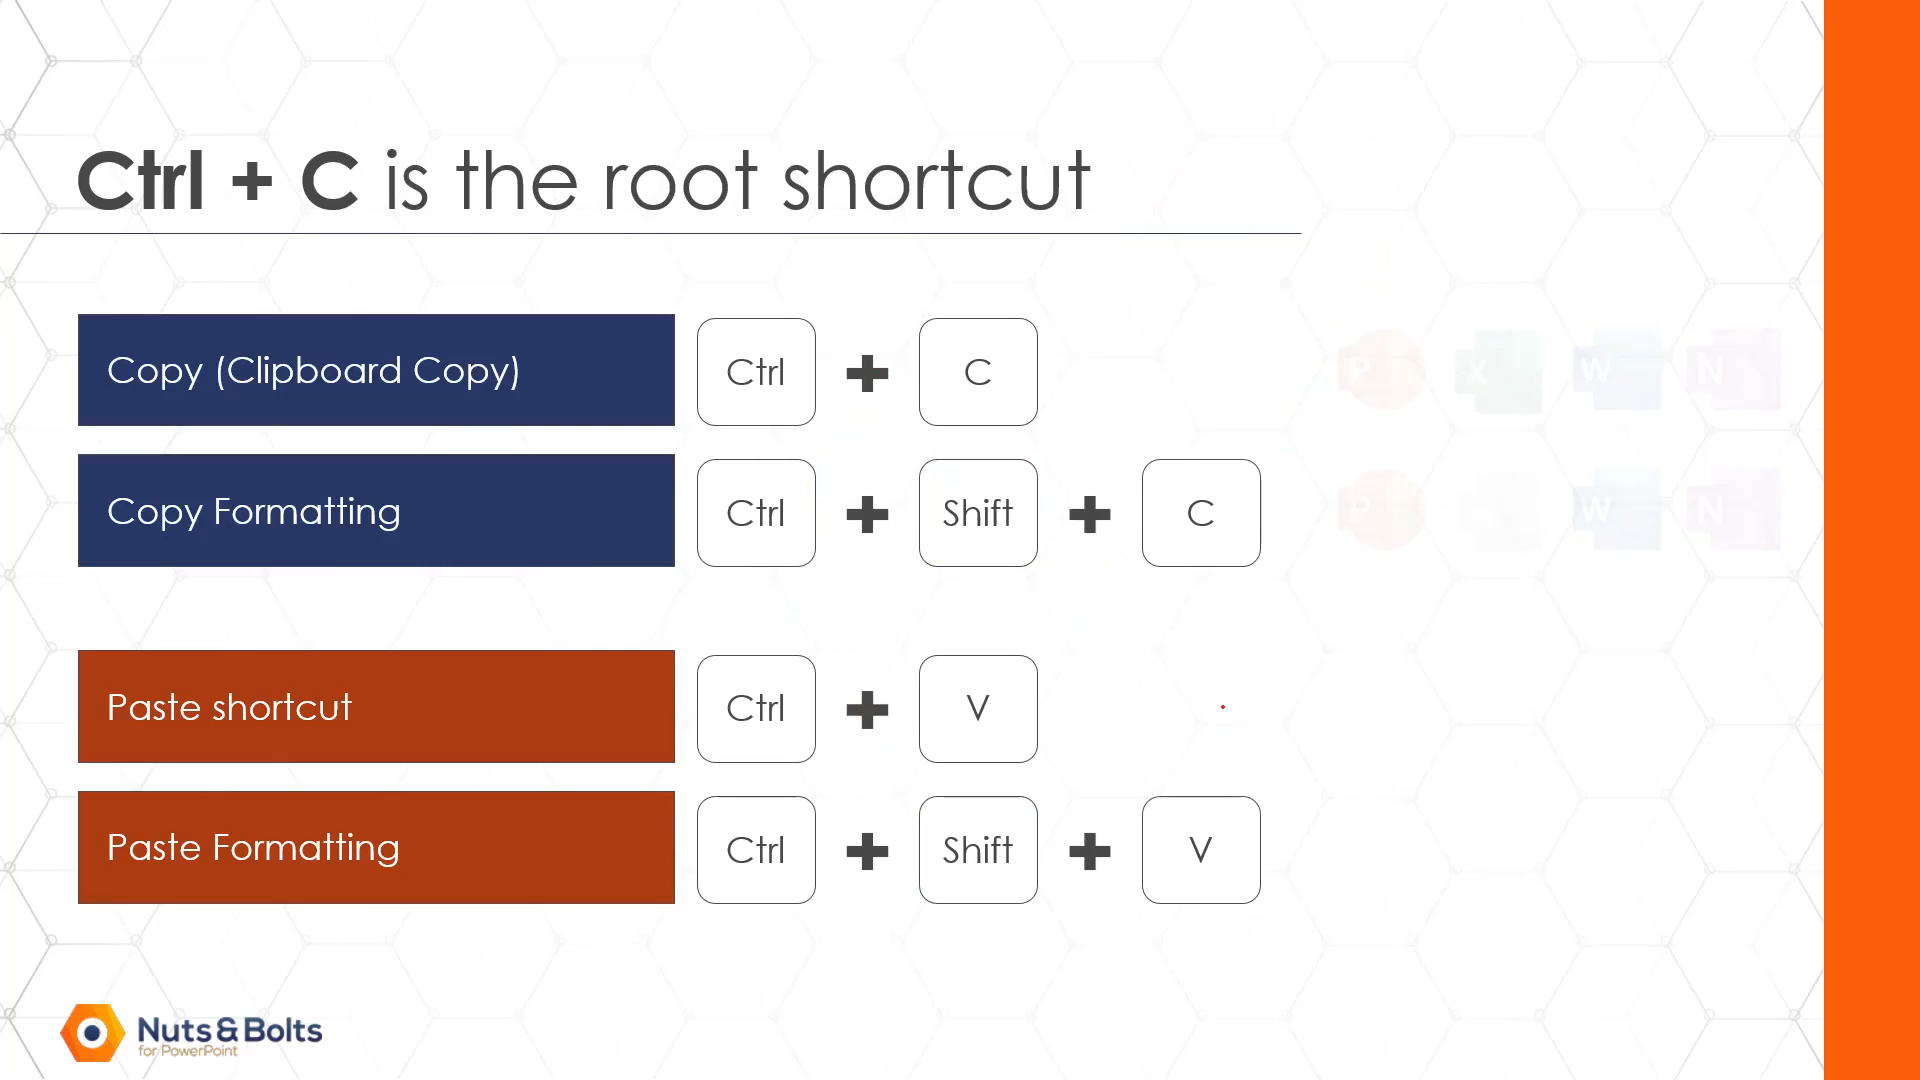 Ctrl + C is the root shortcut
Copy (Clipboard Copy) Ctrl + C P X W N
Copy Formatting Ctrl + Shift + C P W N
Paste shortcut Ctrl + V
Paste Formatting Ctrl + Shift + V
Nuts & Bolts
for PowerPoint